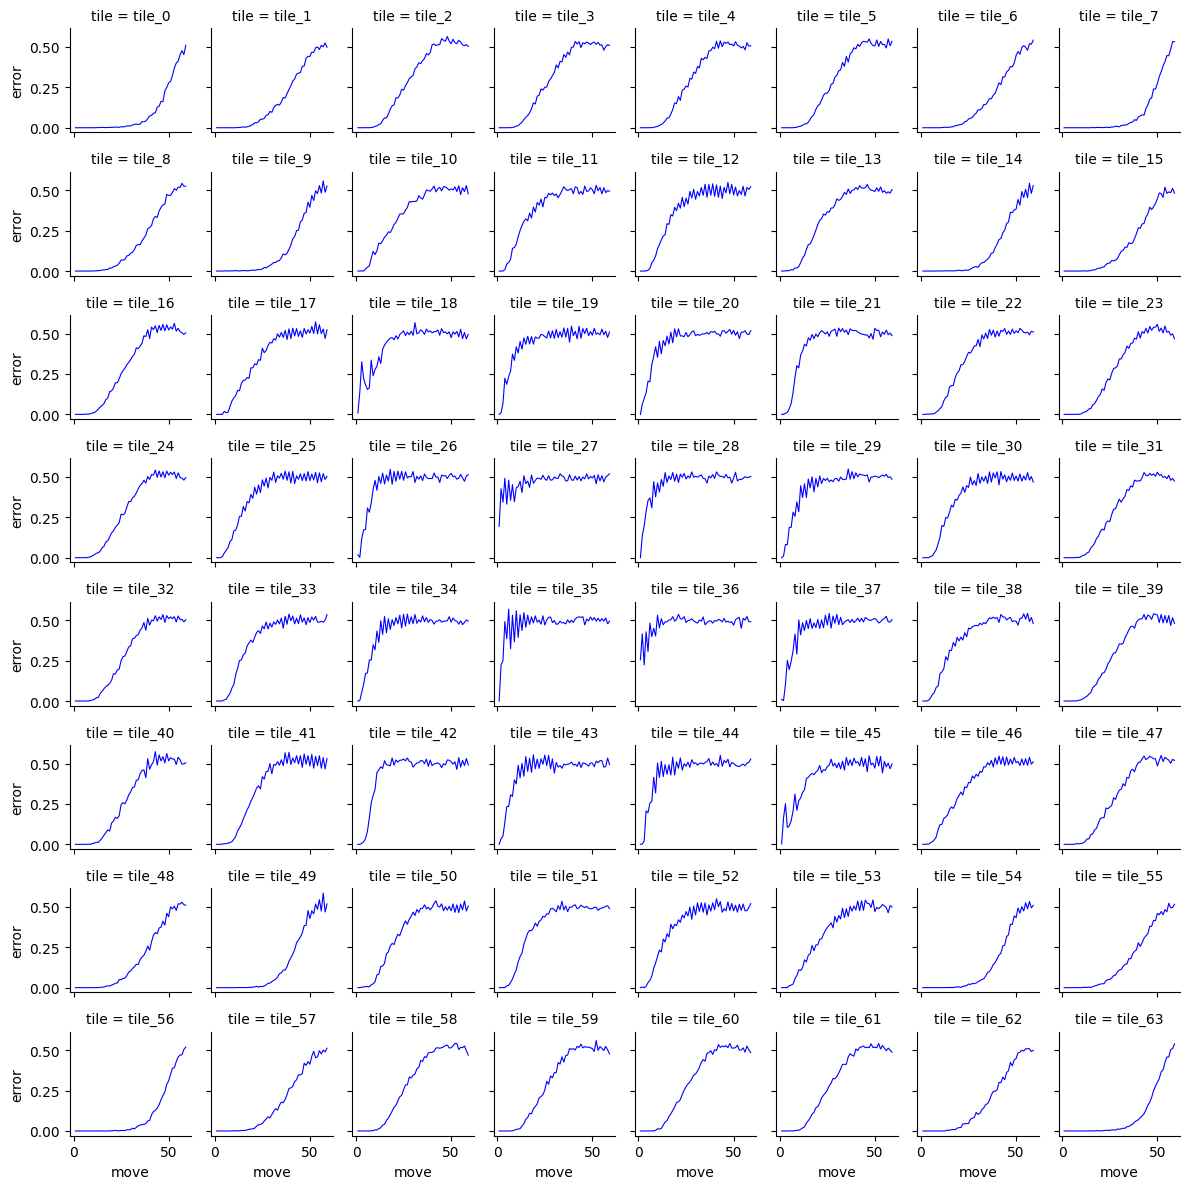 tile = tile_0 tile = tile_1 tile = tile_2 tile = tile_3 tile = tile_4 tile = tile_5 tile = tile_6 tile = tile_7
0.50
0.25
0.00
error
tile = tile_8 tile = tile_9 tile = tile_10 tile = tile_11 tile = tile_12 tile = tile_13 tile = tile_14 tile = tile_15
0.50
0.25
0.00
error
tile = tile_16 tile = tile_17 tile = tile_18 tile = tile_19 tile = tile_20 tile = tile_21 tile = tile_22 tile = tile_23
0.50
0.25
0.00
error
tile = tile_24 tile = tile_25 tile = tile_26 tile = tile_27 tile = tile_28 tile = tile_29 tile = tile_30 tile = tile_31
0.50
0.25
0.00
error
tile = tile_32 tile = tile_33 tile = tile_34 tile = tile_35 tile = tile_36 tile = tile_37 tile = tile_38 tile = tile_39
0.50
0.25
0.00
error
tile = tile_40 tile = tile_41 tile = tile_42 tile = tile_43 tile = tile_44 tile = tile_45 tile = tile_46 tile = tile_47
0.50
0.25
0.00
error
tile = tile_48 tile = tile_49 tile = tile_50 tile = tile_51 tile = tile_52 tile = tile_53 tile = tile_54 tile = tile_55
0.50
0.25
0.00
error
tile = tile_56 tile = tile_57 tile = tile_58 tile = tile_59 tile = tile_60 tile = tile_61 tile = tile_62 tile = tile_63
0.50
0.25
0.00
error
0 50 0 50 0 50 0 50 0 50 0 50 0 50 0 50
move move move move move move move move